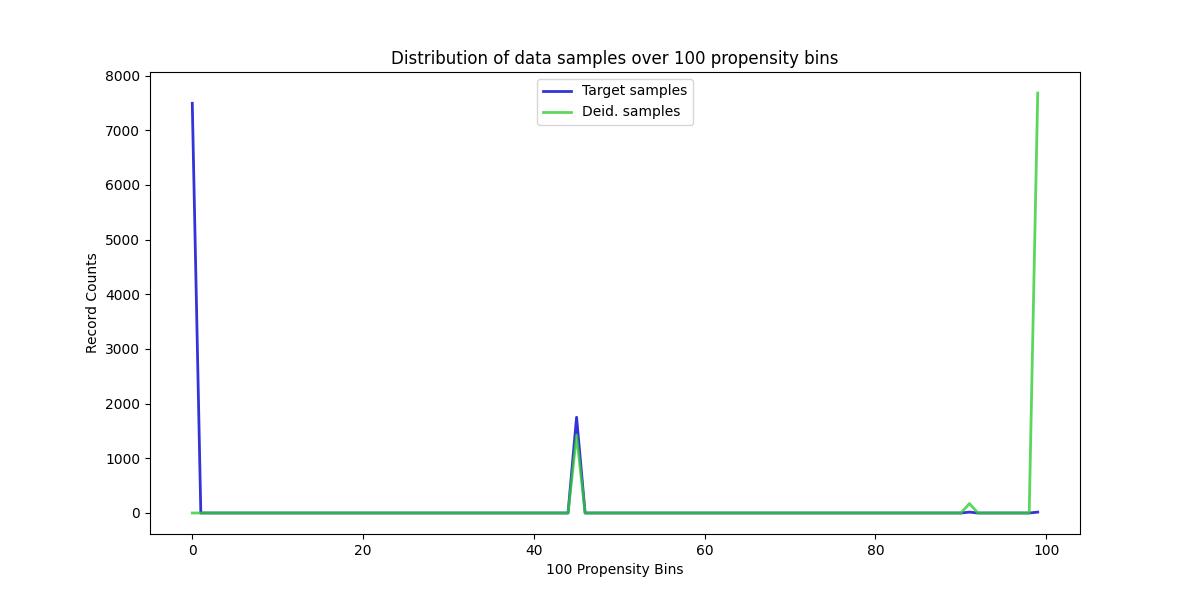 Distribution of data samples over 100 propensity bins
Target samples
Deid. samples
Record Counts
8000
7000
6000
5000
4000
3000
2000
1000
0
0 20 40 60 80 100
100 Propensity Bins